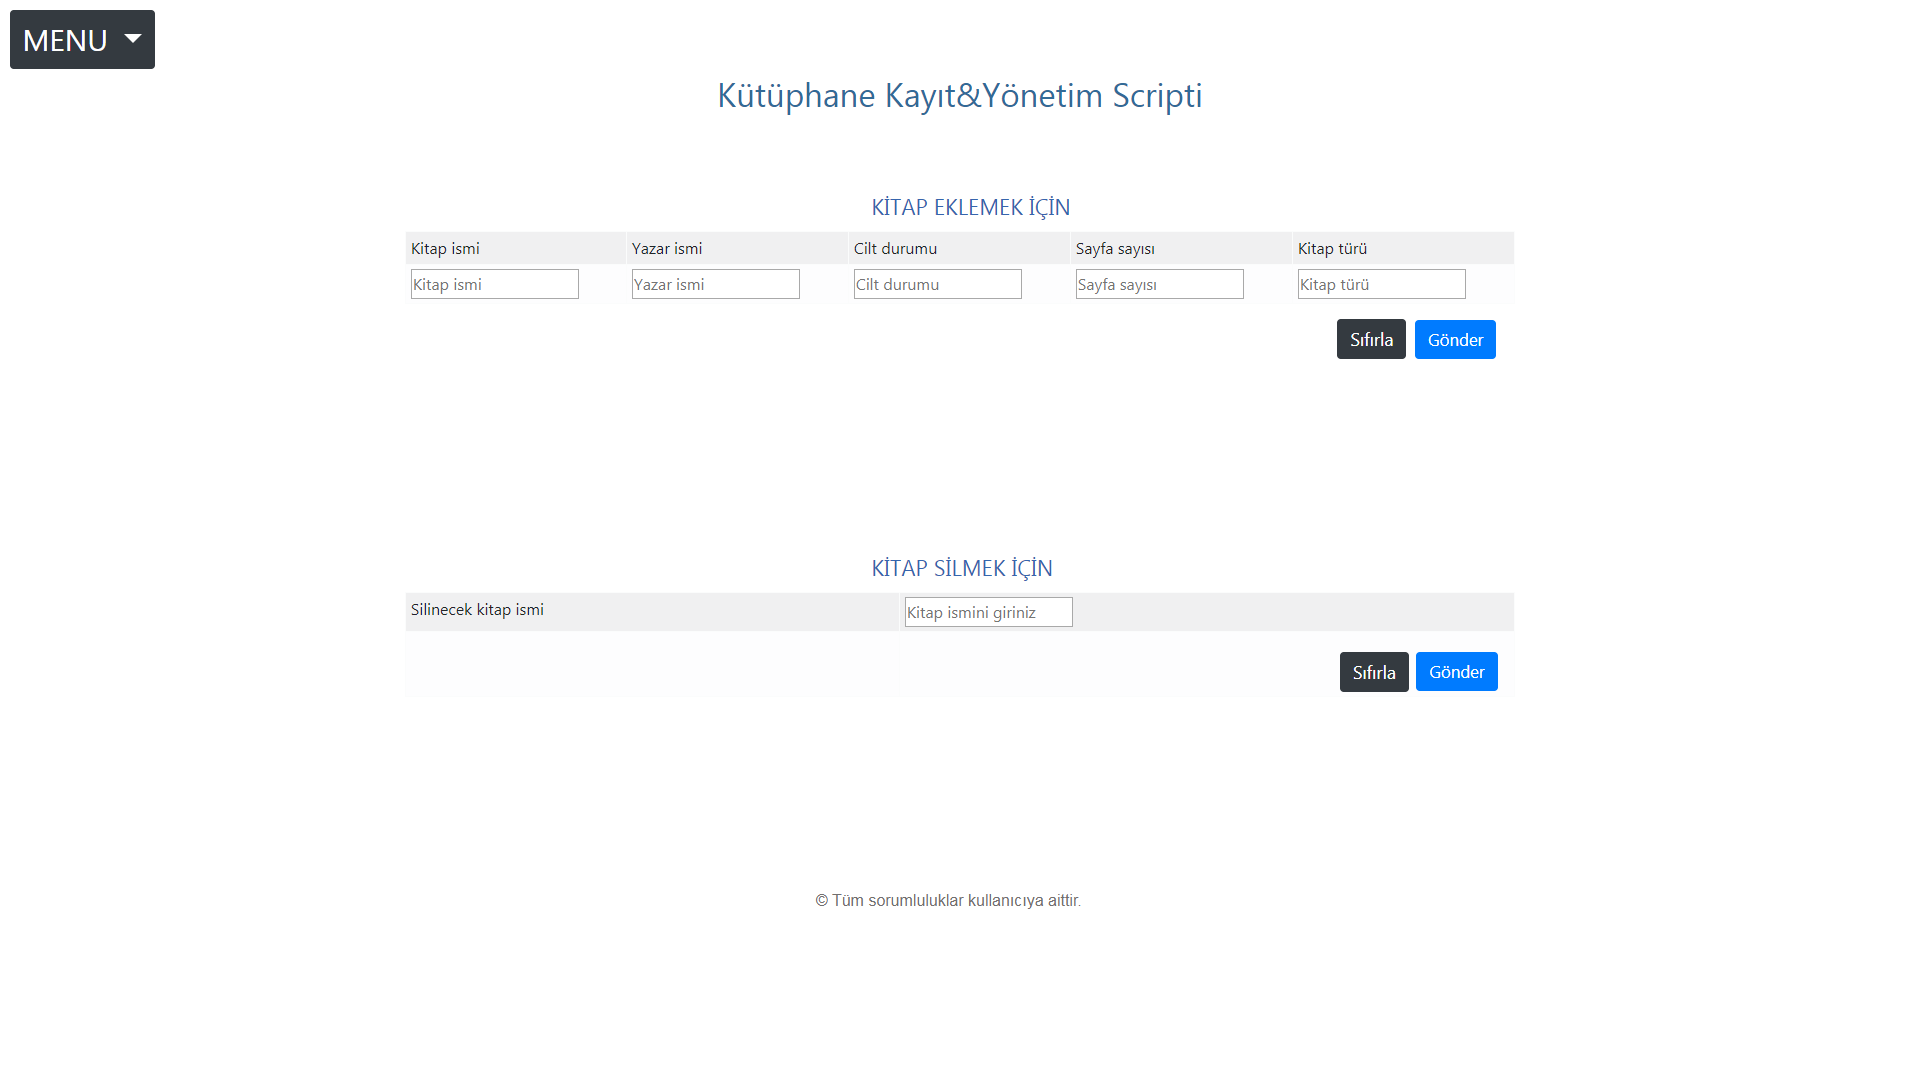 MENU
Kütüphane Kayıt&Yönetim Scripti
KİTAP EKLEMEK İÇİN
Kitap ismi Yazar ismi Cilt durumu Sayfa sayısı Kitap türü
Kitap ismi Yazar ismi Cilt durumu Sayfa sayısı Kitap türü
Sıfırla Gönder
KİTAP SİLMEK İÇİN
Silinecek kitap ismi Kitap ismini giriniz
Sıfırla Gönder
© Tüm sorumluluklar kullanıcıya aittir.